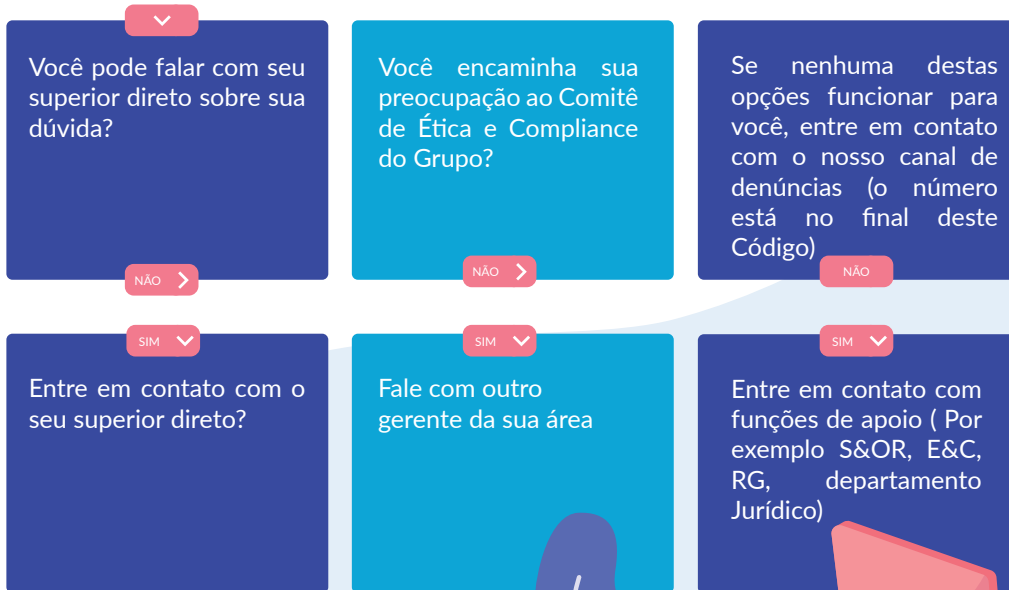 Você pode falar com seu
superior direto sobre sua
dúvida?
NÃO
Você encaminha sua
preocupação ao Comitê
de Ética e Compliance
do Grupo?
NÃO
Se nenhuma destas
opções funcionar para
você, entre em contato
com o nosso canal de
denúncias (o número
está no final deste
Código)
NÃO
SIM
Entre em contato com o
seu superior direto?
SIM
Fale com outro
gerente da sua área
SIM
Entre em contato com
funções de apoio ( Por
exemplo S&OR, E&C,
RG, departamento
Jurídico)